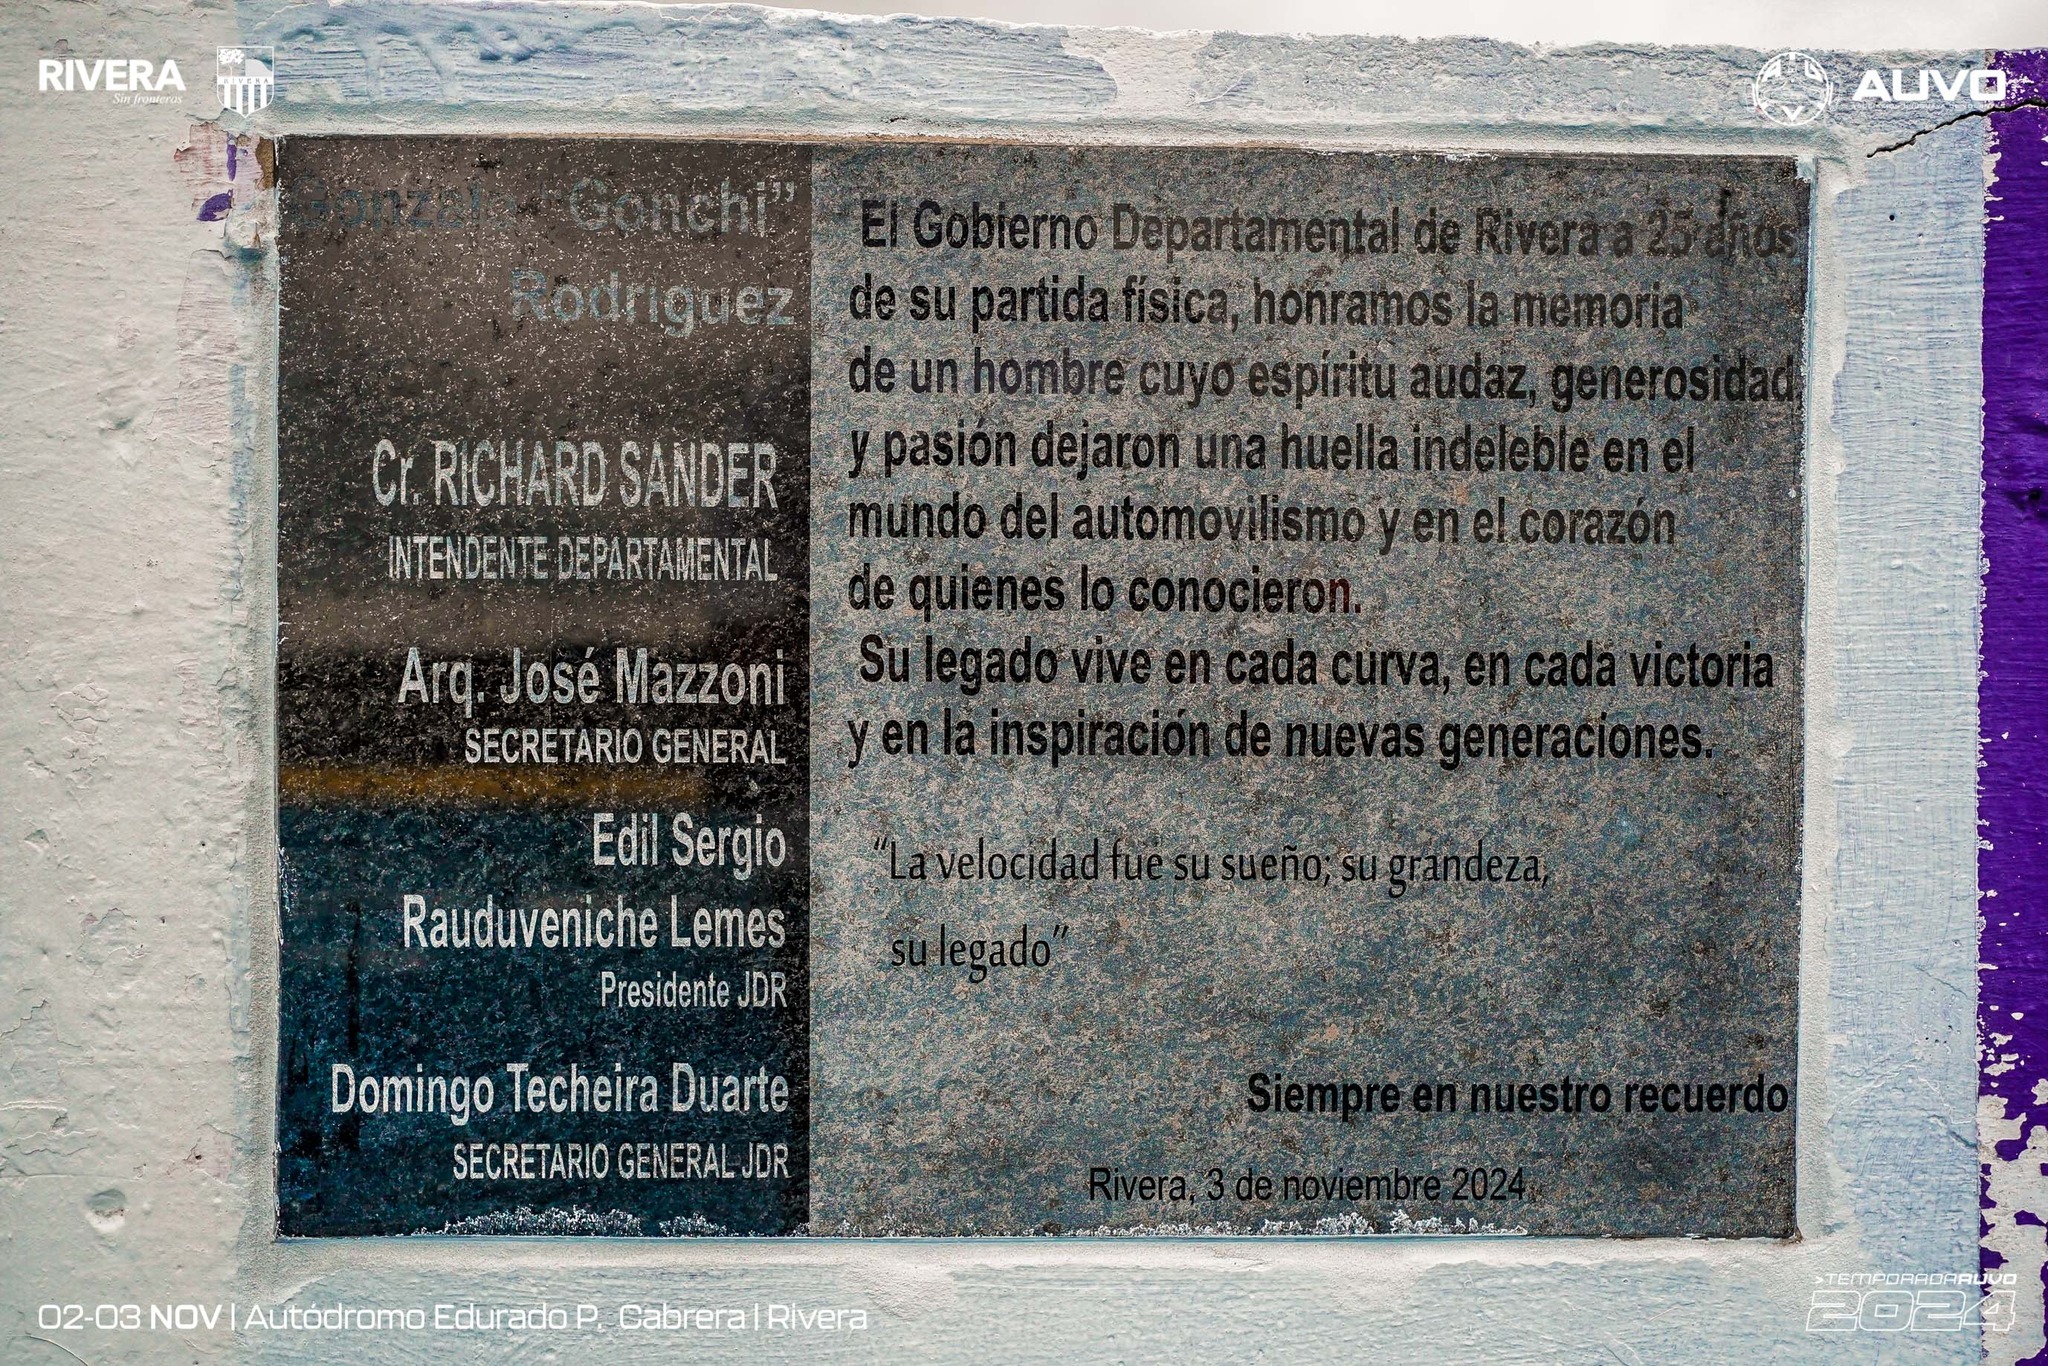 RIVERA
Sin fronteras
RIVERA
AUVO
Gonzalo "Gonchi”
Rodriguez
Cr. RICHARD SANDER
INTENDENTE DEPARTAMENTAL
Arq. José Mazzoni
SECRETARIO GENERAL
Edil Sergio
Rauduveniche Lemes
Presidente JDR
Domingo Techeira Duarte
SECRETARIO GENERAL JDR
El Gobierno Departamental de Rivera a 25 años
de su partida física, honramos la memoria
de un hombre cuyo espíritu audaz, generosidad
y pasión dejaron una huella indeleble en el
mundo del automovilismo y en el corazón
de quienes lo conocieron.
Su legado vive en cada curva, en cada victoria
y en la inspiración de nuevas generaciones.
“La velocidad fue su sueño; su grandeza,
su legado”
Siempre en nuestro recuerdo
Rivera, 3 de noviembre 2024
02-03 NOV | Autódromo Edurado P. Cabrera | Rivera
>TEMPORADAAUVO
2024